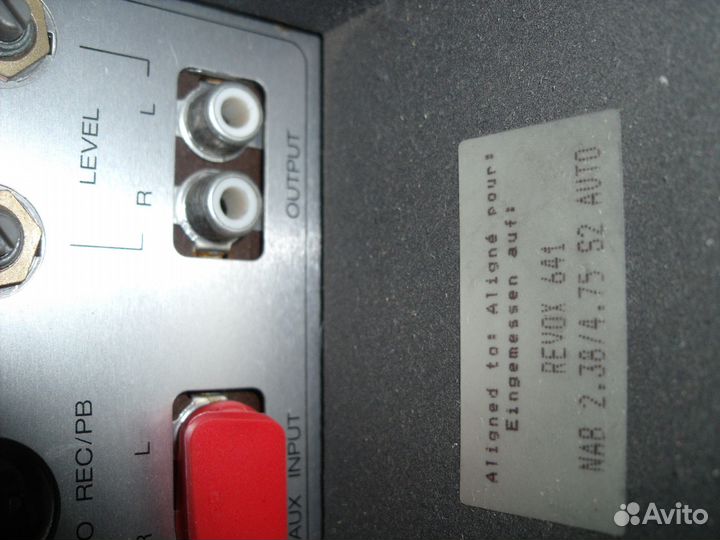 LEVEL
L
R
OUTPUT
REC/PB
L
R
AUX INPUT
Aligned to: Aligné pour:
Eingemessen auf:
REVOX 641
NAB 2.38/4.75 S2 AUTO
Avito